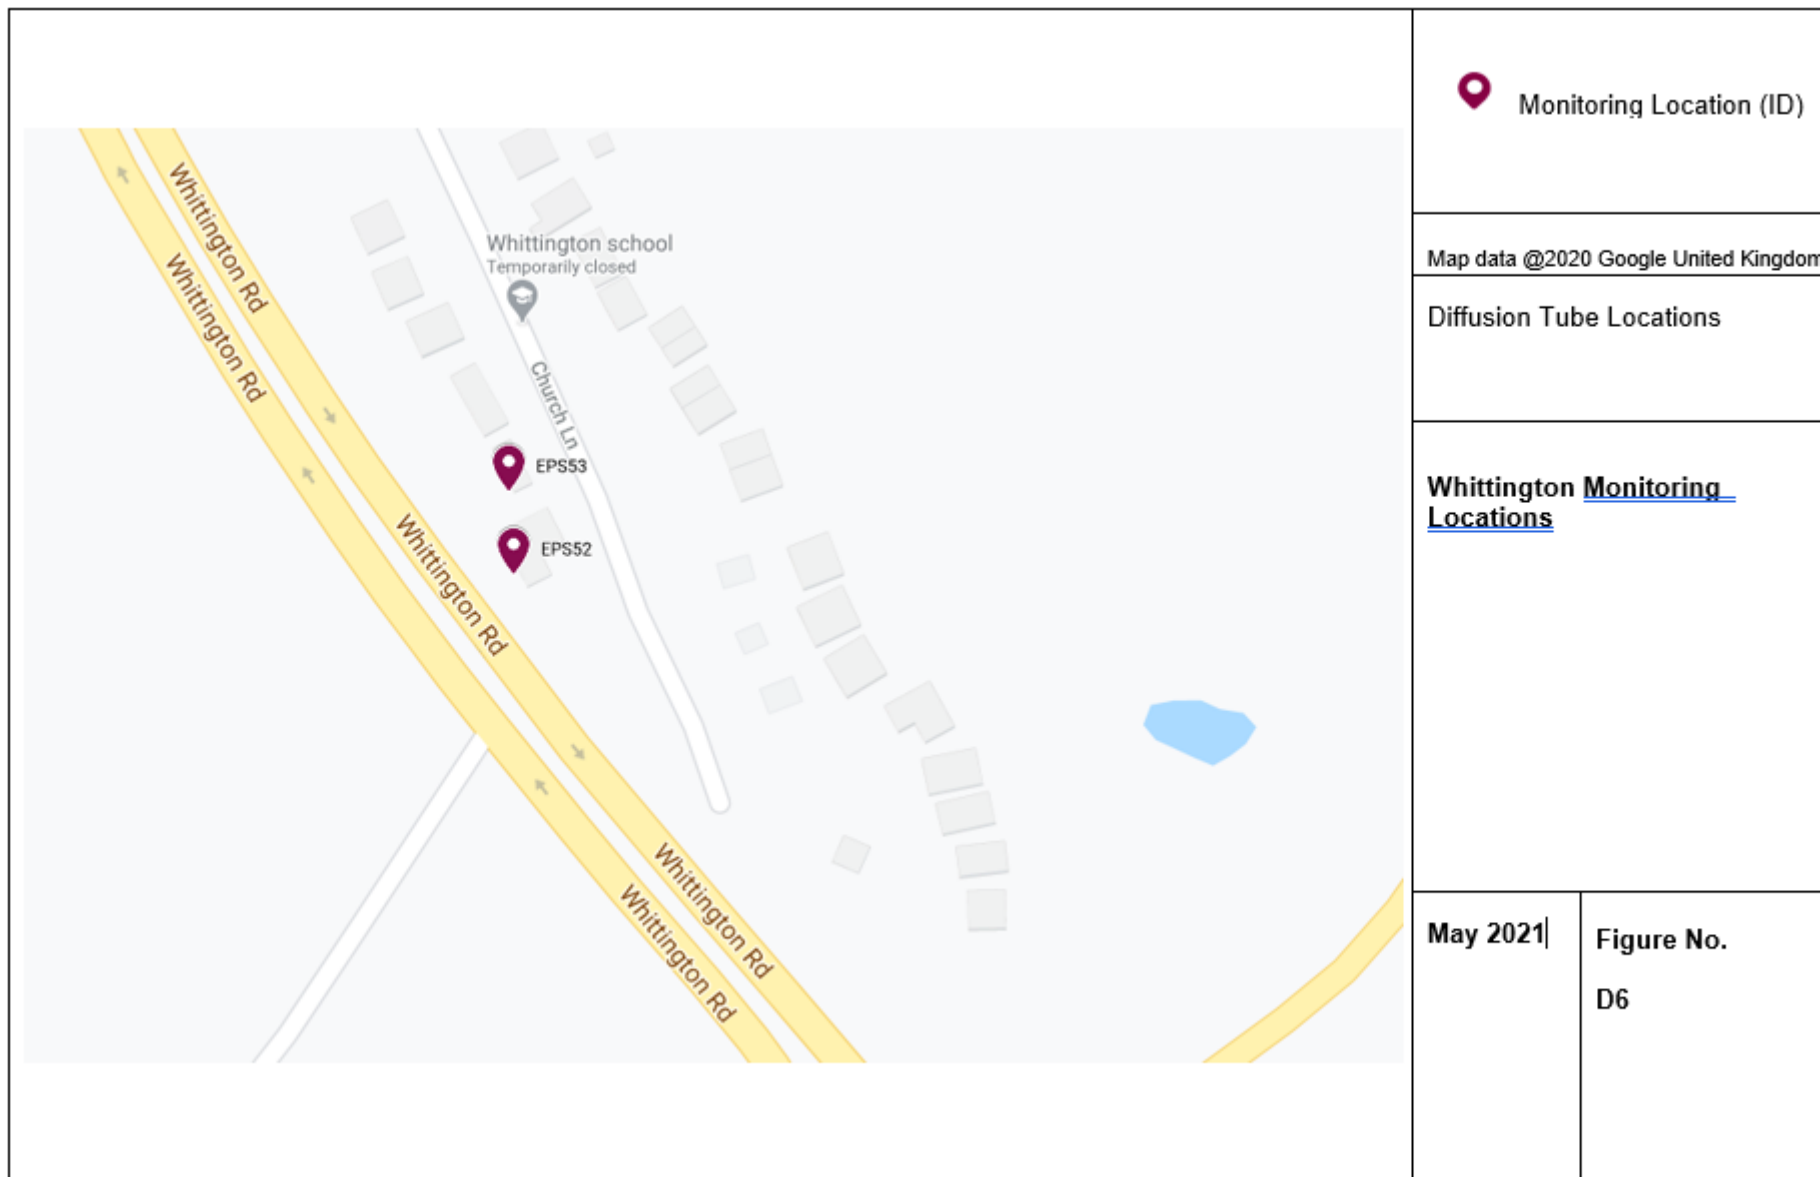 Whittington Rd
Whittington Rd
Whittington school
Temporarily closed
Church Ln
EPS53
EPS52
Whittington Rd
Whittington Rd
Whittington Rd
Monitoring Location (ID)
Map data @2020 Google United Kingdom
Diffusion Tube Locations
Whittington Monitoring
Locations
May 2021
Figure No.
D6